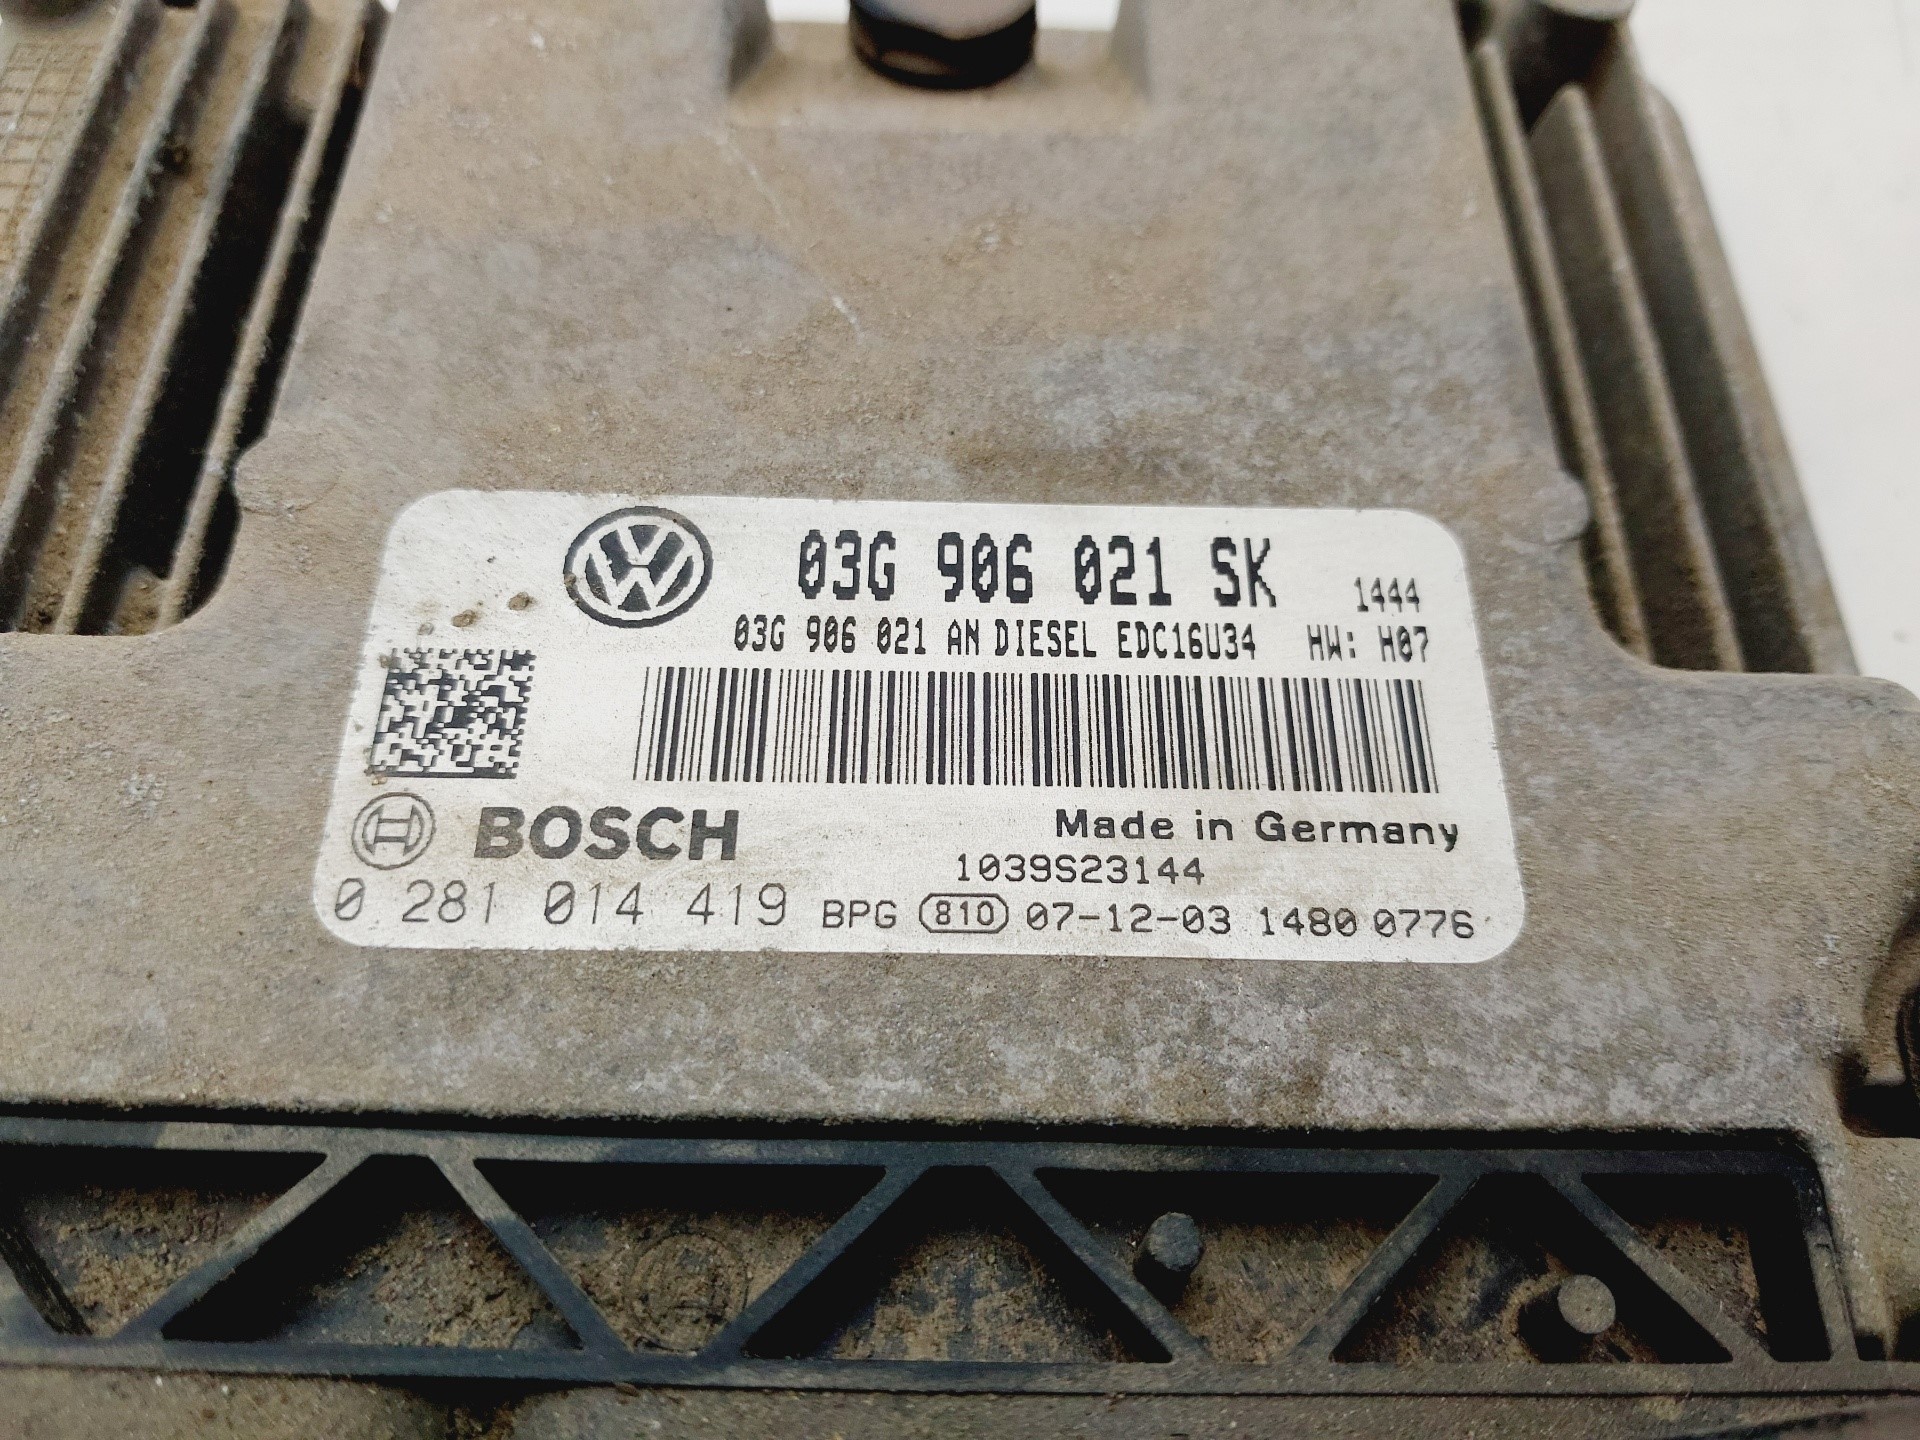 03G 906 021 SK 1444
03G 906 021 AN DIESEL EDC16U34 HW: H07
BOSCH
Made in Germany
1039S23144
0 281 014 419 BPG 810 07-12-03 1480 0776